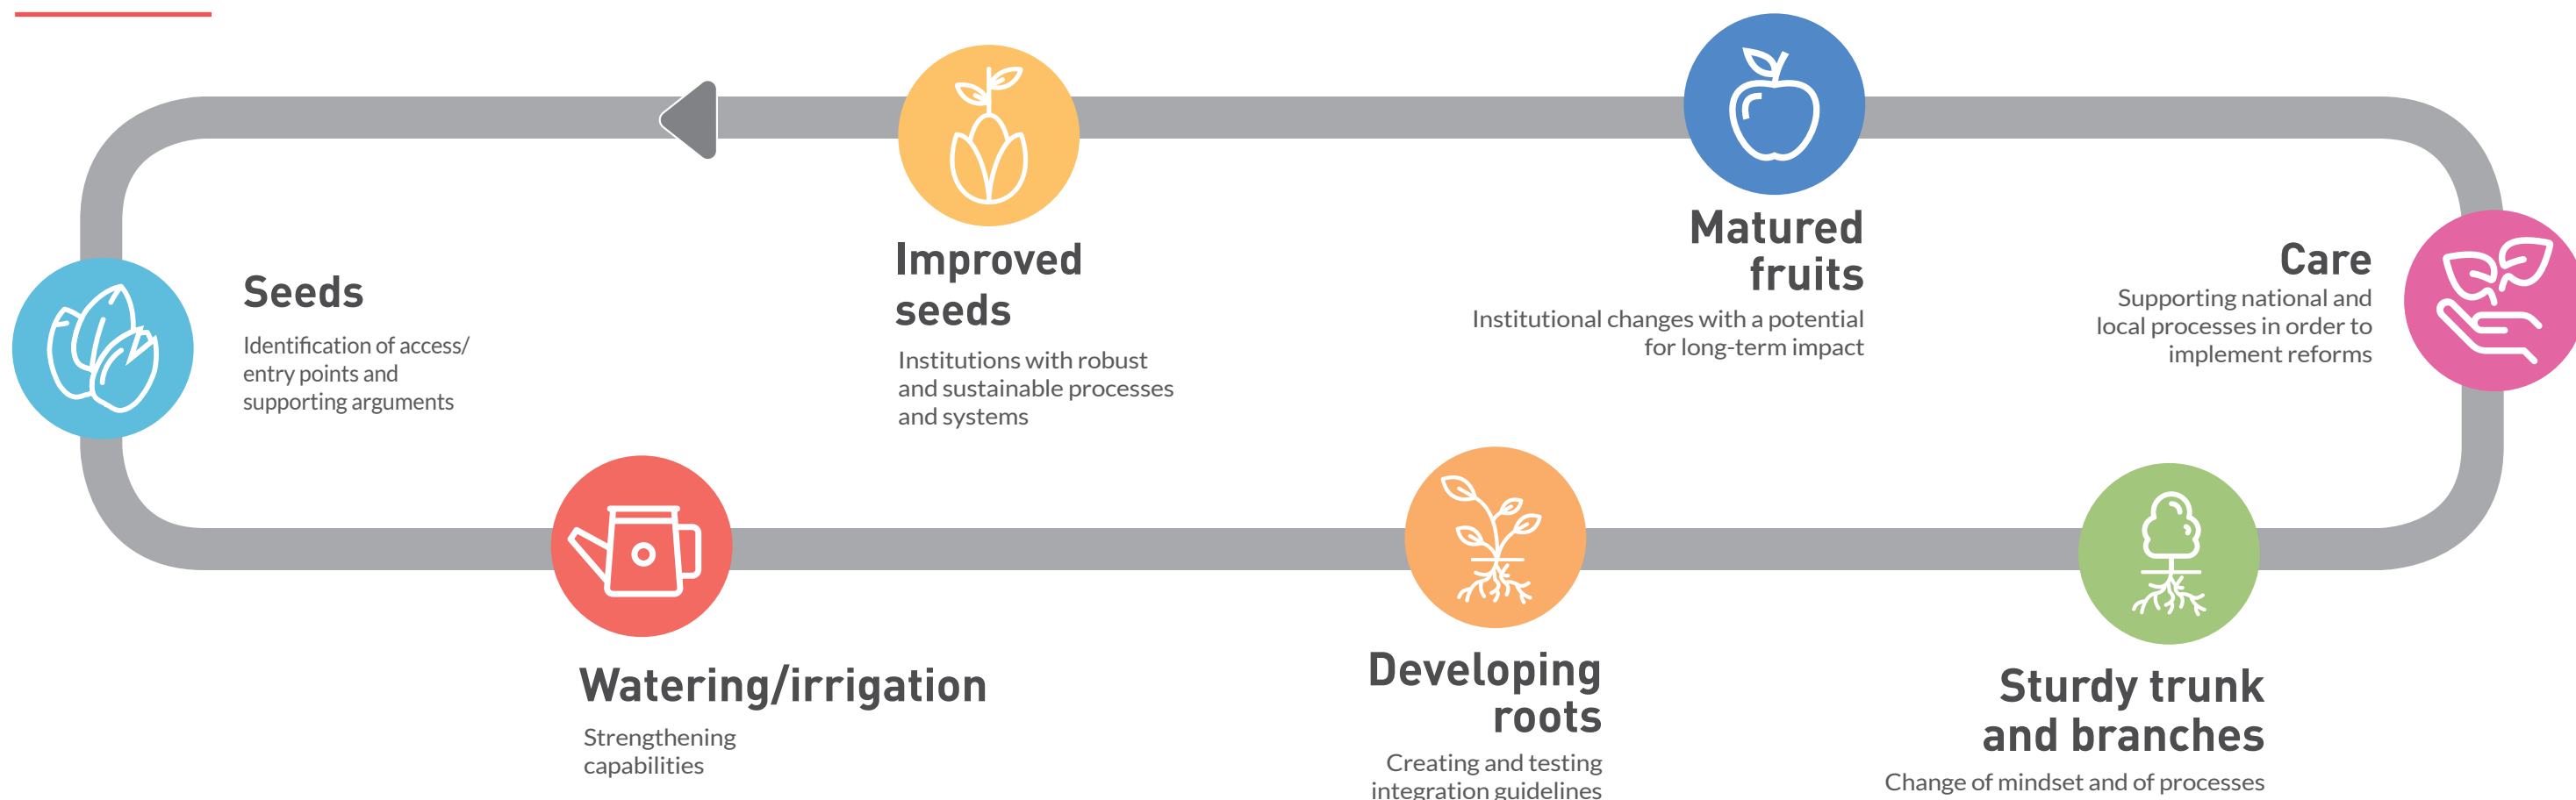 Seeds
Identification of access/
entry points and
supporting arguments
Improved
seeds
Institutions with robust
and sustainable processes
and systems
Matured
fruits
Institutional changes with a potential
for long-term impact
Care
Supporting national and
local processes in order to
implement reforms
Watering/irrigation
Strengthening
capabilities
Developing
roots
Creating and testing
integration guidelines
Sturdy trunk
and branches
Change of mindset and of processes